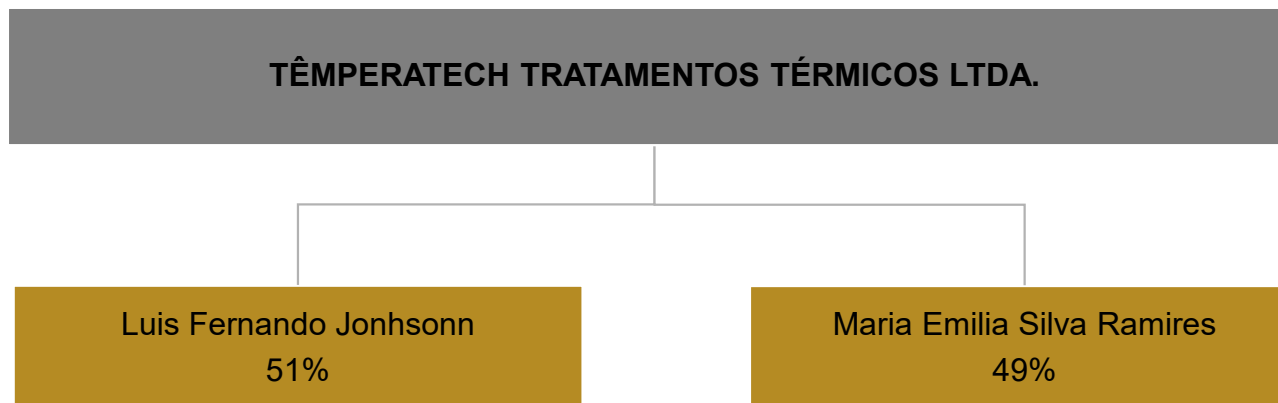 TÊMPERATECH TRATAMENTOS TÉRMICOS LTDA.
Luis Fernando Jonhsonn
51%
Maria Emilia Silva Ramires
49%